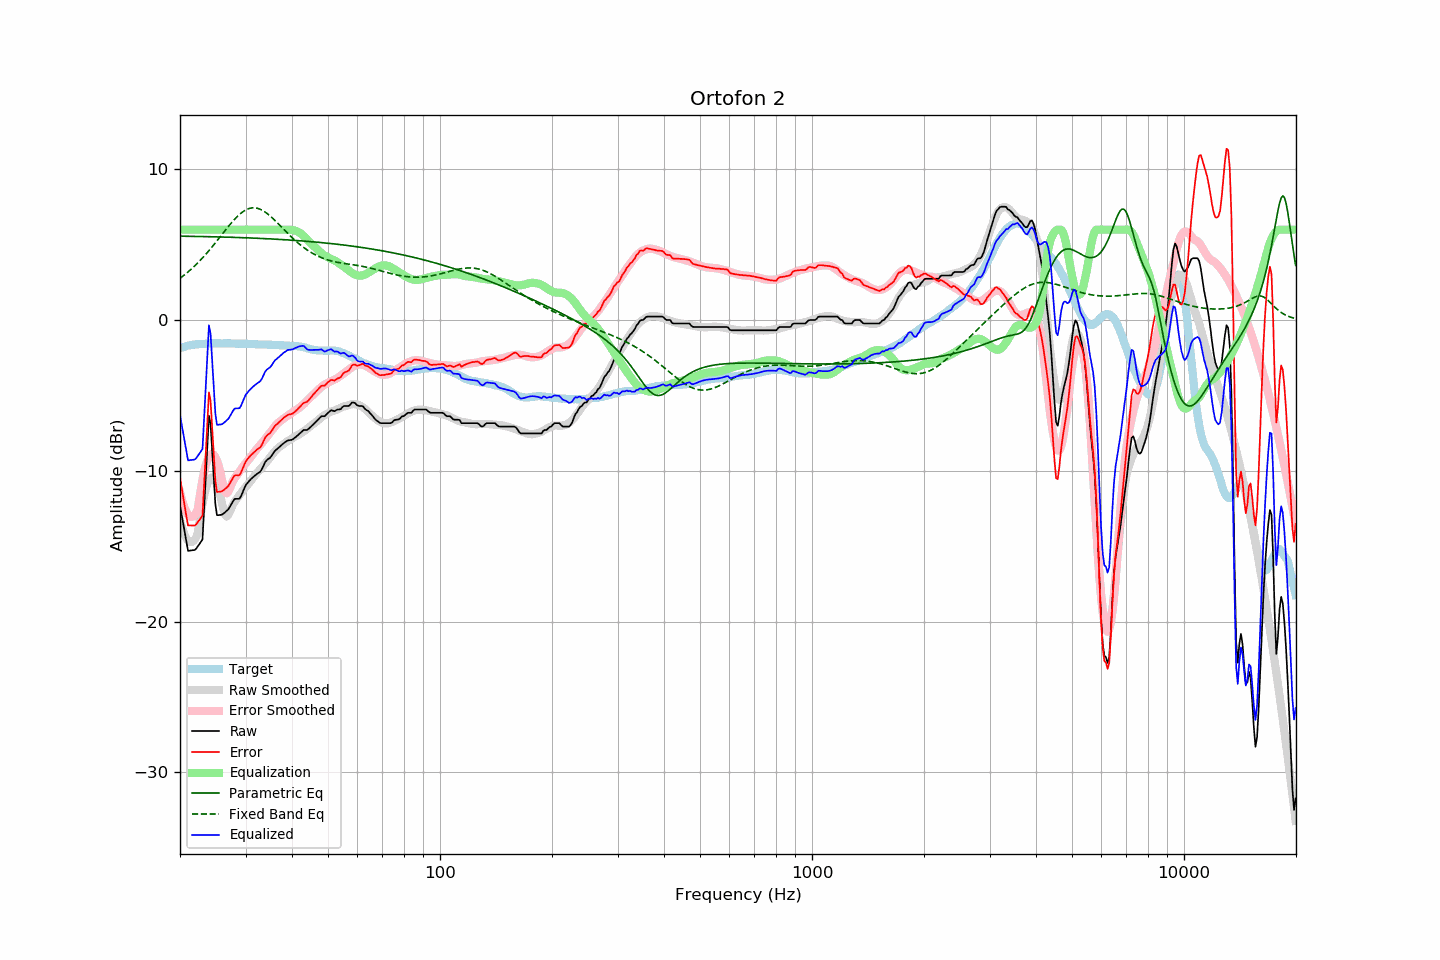 Ortofon 2
Amplitude (dBr)
10
0
−10
−20
−30
Target
Raw Smoothed
Error Smoothed
Raw
Error
Equalization
Parametric Eq
Fixed Band Eq
Equalized
100
1000
10000
Frequency (Hz)